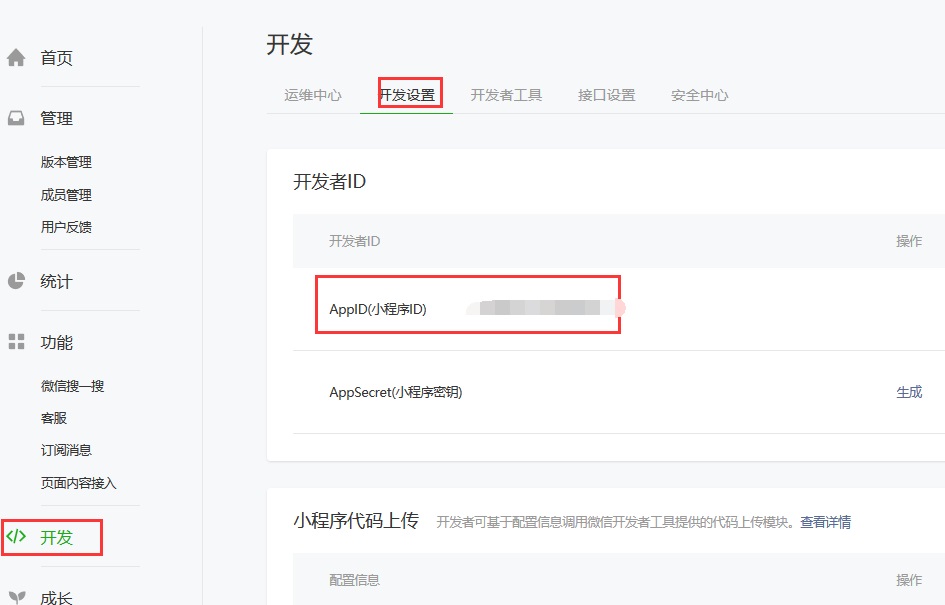 首页
管理
版本管理
成员管理
用户反馈
统计
功能
微信搜一搜
客服
订阅消息
页面内容接入
开发
成长
开发
运维中心 开发设置 开发者工具 接口设置 安全中心
开发者ID
开发者ID 操作
AppID(小程序ID)
AppSecret(小程序密钥) 生成
小程序代码上传 开发者可基于配置信息调用微信开发者工具提供的代码上传模块。查看详情
配置信息 操作